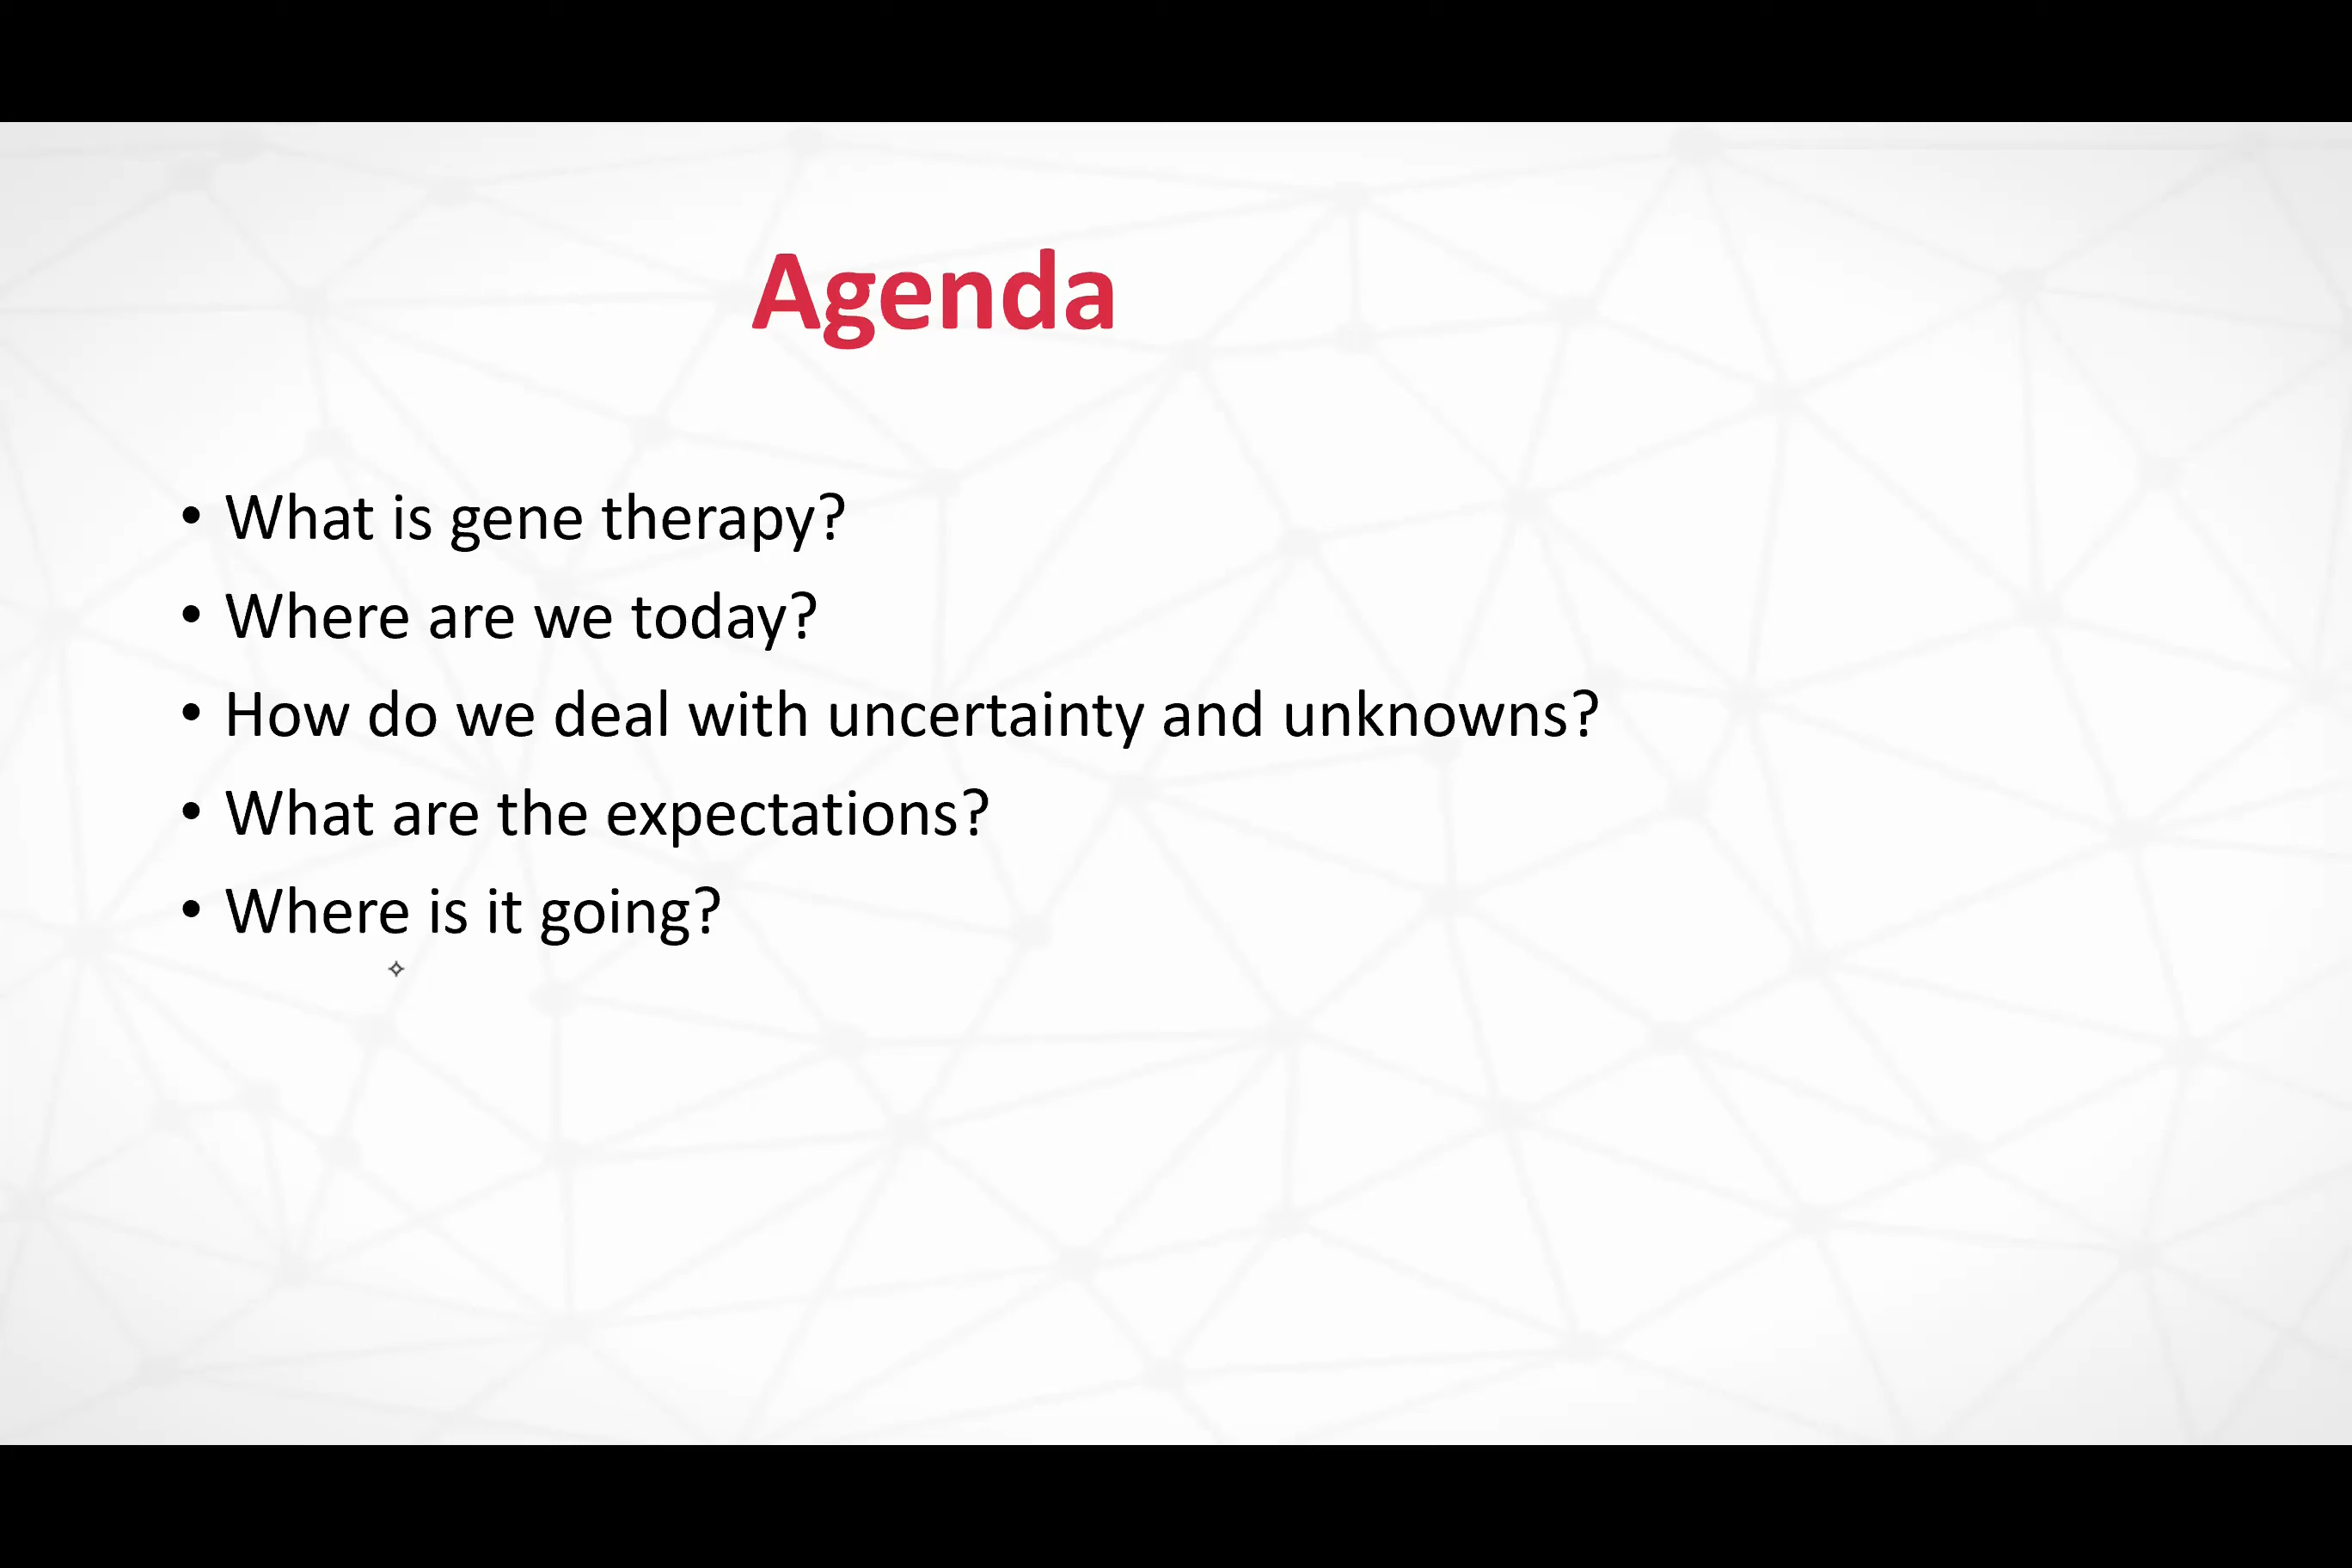 Agenda
• What is gene therapy?
• Where are we today?
• How do we deal with uncertainty and unknowns?
• What are the expectations?
• Where is it going?